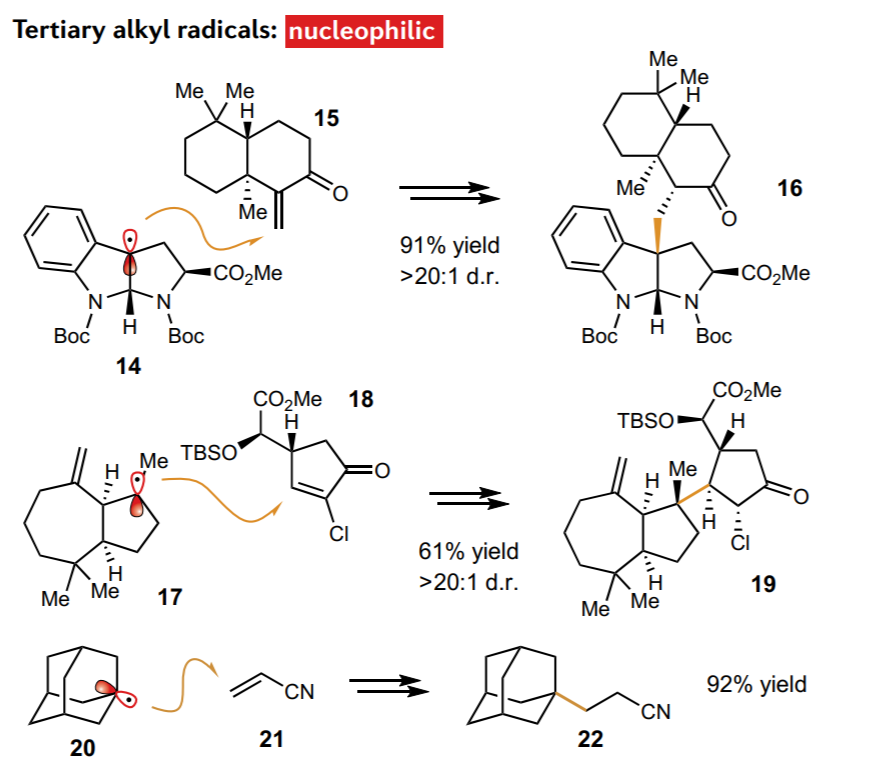 Tertiary alkyl radicals: nucleophilic
Me Me
H
15
O
Me
CO₂Me
N N
H
Boc Boc
14
91% yield
>20:1 d.r.
Me
Me
H
16
Me
O
CO₂Me
N N
H
Boc Boc
CO₂Me
18
H
TBSO
O
Cl
Me
H
H
Me Me
17
61% yield
>20:1 d.r.
CO₂Me
TBSO
H
Me
H
O
H
Cl
H
Me Me
19
20
CN
21
CN
22
92% yield